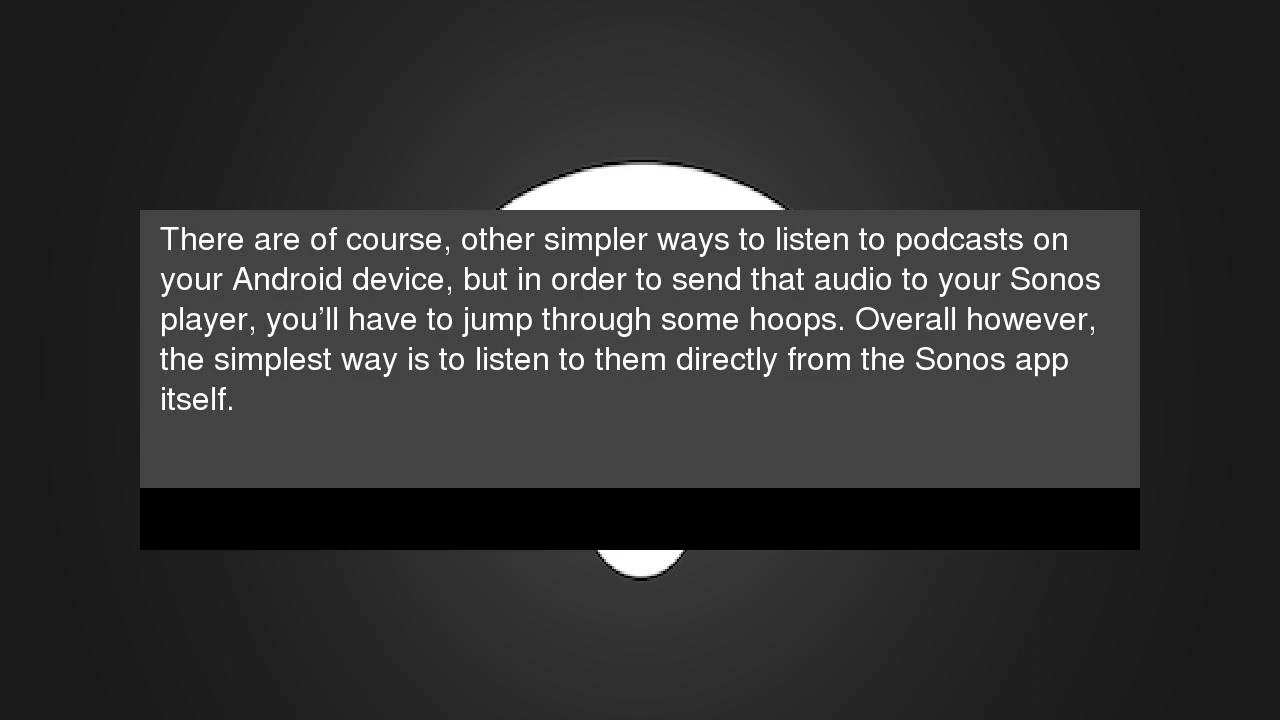 There are of course, other simpler ways to listen to podcasts on
your Android device, but in order to send that audio to your Sonos
player, you’ll have to jump through some hoops. Overall however,
the simplest way is to listen to them directly from the Sonos app
itself.